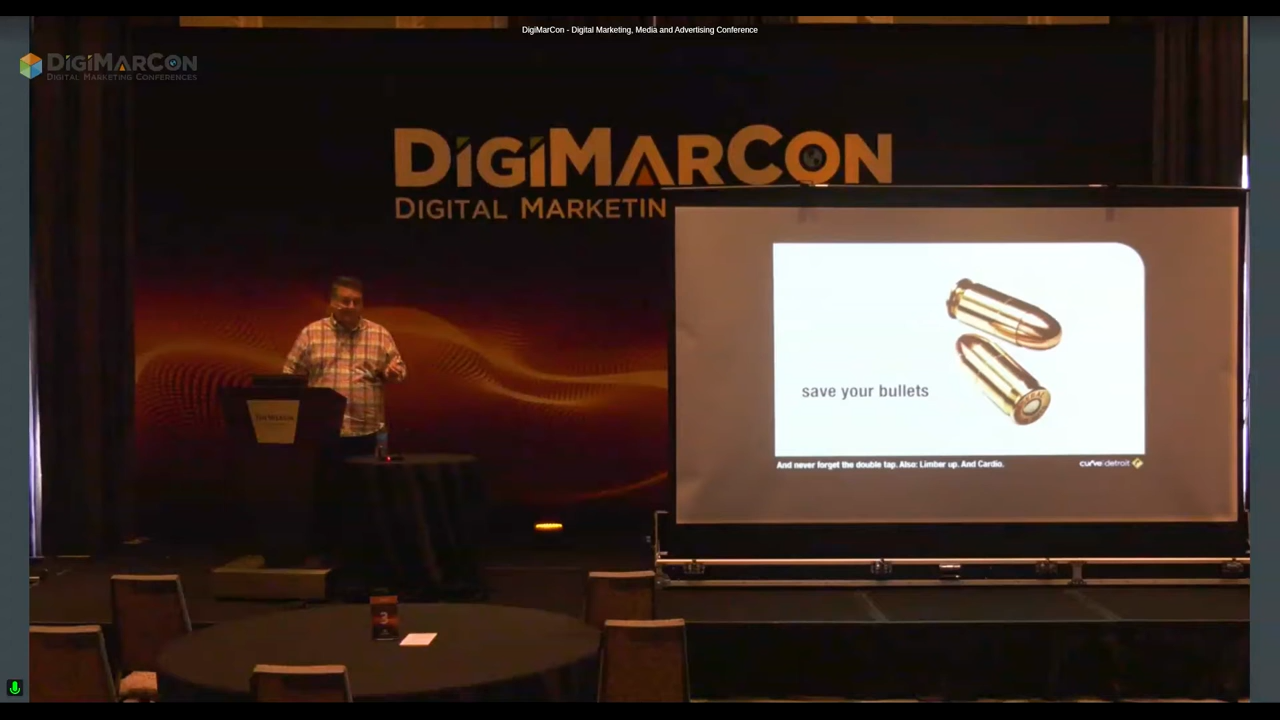 DigiMarCon - Digital Marketing, Media and Advertising Conference
DIGIMARCON
DIGITAL MARKETING CONFERENCES
DIGIMARCON
DIGITAL MARKETIN
save your bullets
And never forget the double tap. Also: Limber up. And Cardio.
curve detroit
3